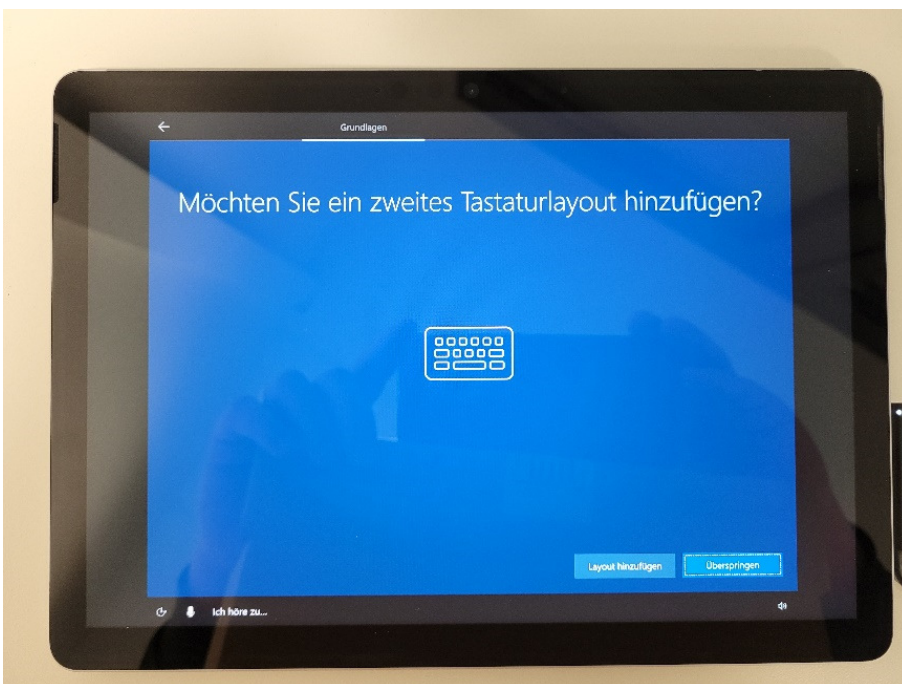 Grundlagen
Möchten Sie ein zweites Tastaturlayout hinzufügen?
Layout hinzufügen Überspringen
Ich höre zu...